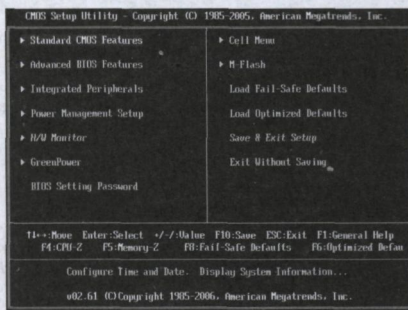 CMOS Setup Utility - Copyright (C) 1985-2005, American Megatrends, Inc.
Standard CMOS Features
Advanced BIOS Features
Integrated Peripherals
Power Management Setup
H/W Monitor
GreenPower
BIOS Setting Password
Cell Menu
M-Flash
Load Fail-Safe Defaults
Load Optimized Defaults
Save & Exit Setup
Exit Without Saving
↑↓←→:Move Enter:Select +/-/:Value F10:Save ESC:Exit F1:General Help
F4:CPU-Z F5:Memory-Z F8:Fail-Safe Defaults F6:Optimized Defau
Configure Time and Date. Display System Information...
v02.61 (C)Copyright 1985-2006, American Megatrends, Inc.